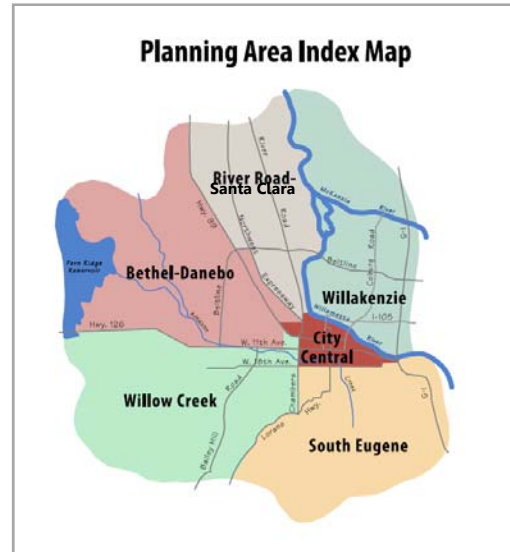 Planning Area Index Map
River Road-
Santa Clara
River
Road
Hwy. 99
Northwest
Expressway
McKenzie
River
I-5
Beltline
Coburg Road
Fern Ridge
Reservoir
Bethel-Danebo
Beltline
Amazon
Willakenzie
Willamette
River
I-105
Hwy. 126
W. 11th Ave.
City
Central
W. 18th Ave.
Willow Creek
Road
Bailey Hill
Chambers
Lorane
Hwy.
Creek
South Eugene
I-5